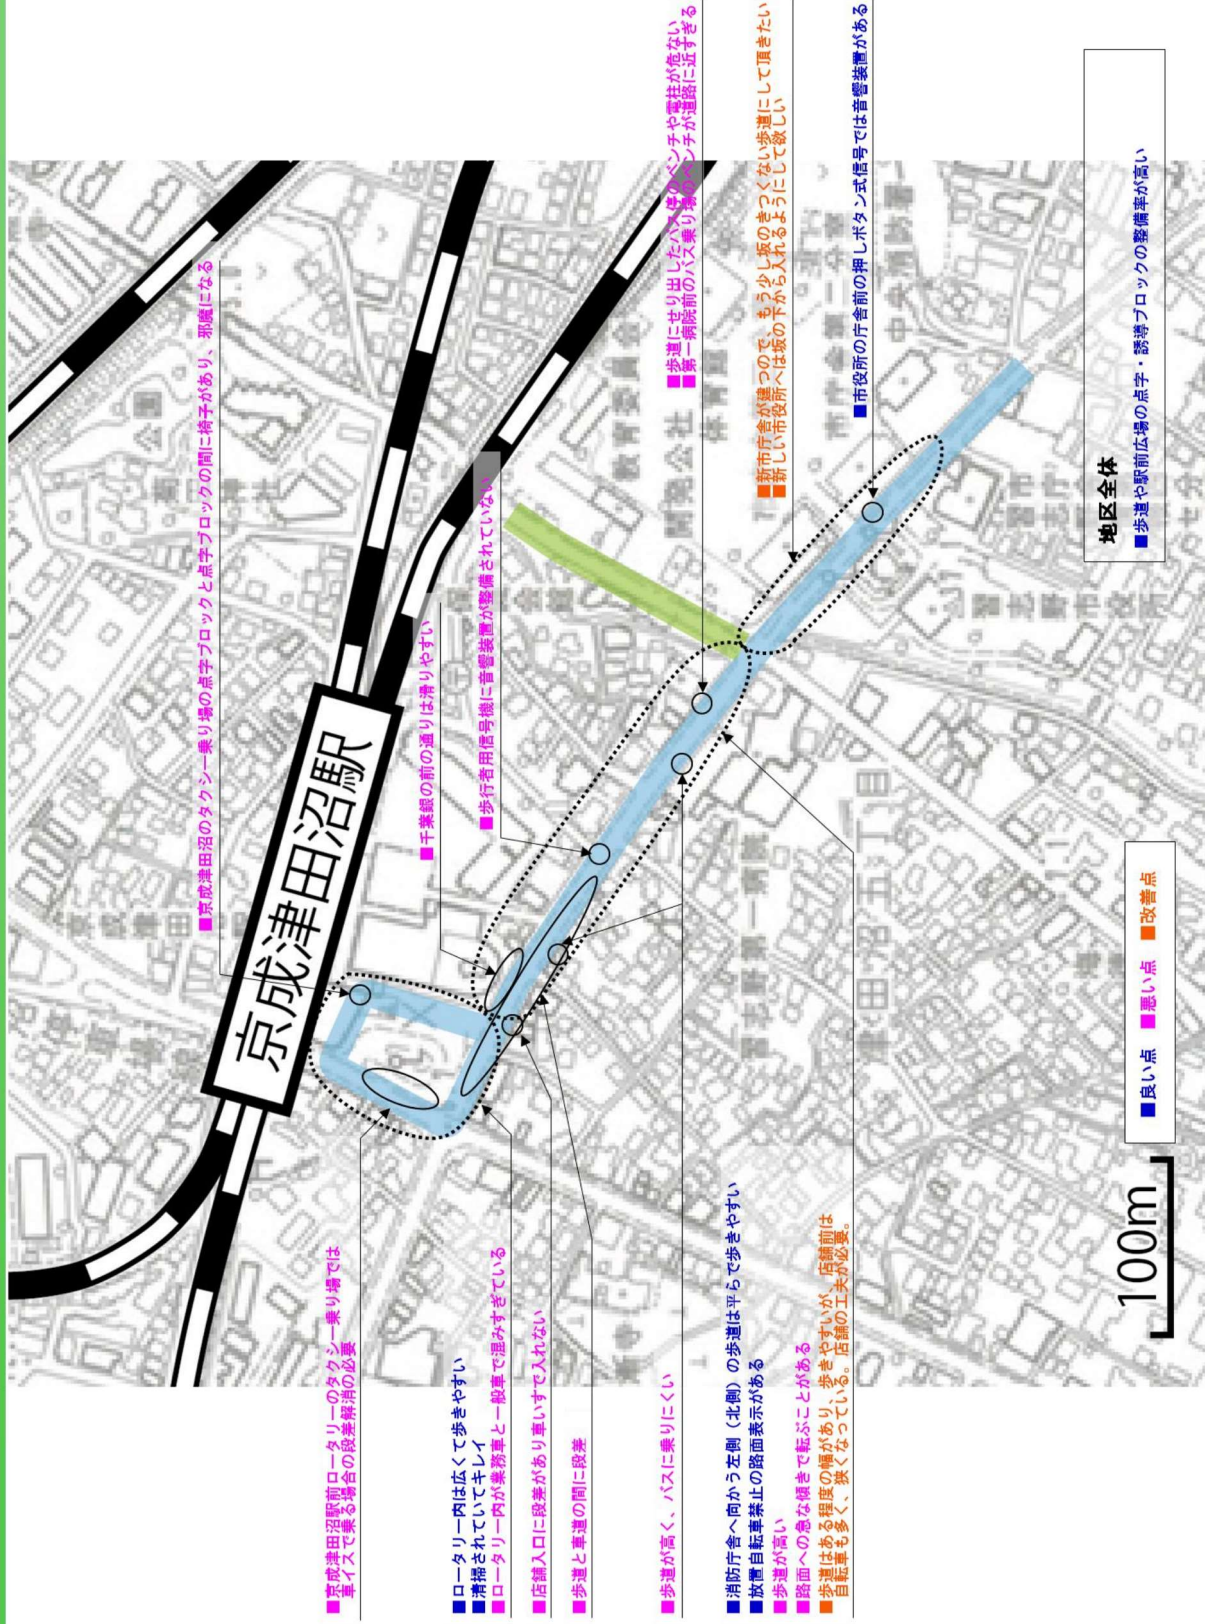 ■京成津田沼のタクシー乗り場の点字ブロックと点字ブロックの間に椅子があり、邪魔になる
京成津田沼駅
■千葉銀の前の通りは滑りやすい
■歩行者用信号機に音響装置が整備されていない
■歩道にせり出したバス停のベンチや電柱が危ない
■第一病院前のバス乗り場のベンチが道路に近すぎる
■新市庁舎が建つので、もう少し坂のきつくない歩道にして頂きたい
■新しい市役所へは坂の下から入れるようにして欲しい
■市役所の庁舎前の押しボタン式信号では音響装置がある
■京成津田沼駅前ロータリーのタクシー乗り場では
車イスで乗る場合の段差解消の必要
■ロータリー内は広くて歩きやすい
■清掃されていてキレイ
■ロータリー内が業務車と一般車で混みすぎている
■店舗入口に段差があり車いすで入れない
■歩道と車道の間に段差
■歩道が高く、バスに乗りにくい
■消防庁舎へ向かう左側（北側）の歩道は平らで歩きやすい
■放置自転車禁止の路面表示がある
■歩道が高い
■路面への急な傾きで転ぶことがある
■歩道はある程度の幅があり、歩きやすいが、店舗前は
自転車も多く、狭くなっている。店舗の工夫が必要。
地区全体
■歩道や駅前広場の点字・誘導ブロックの整備率が高い
■良い点 ■悪い点 ■改善点
100m